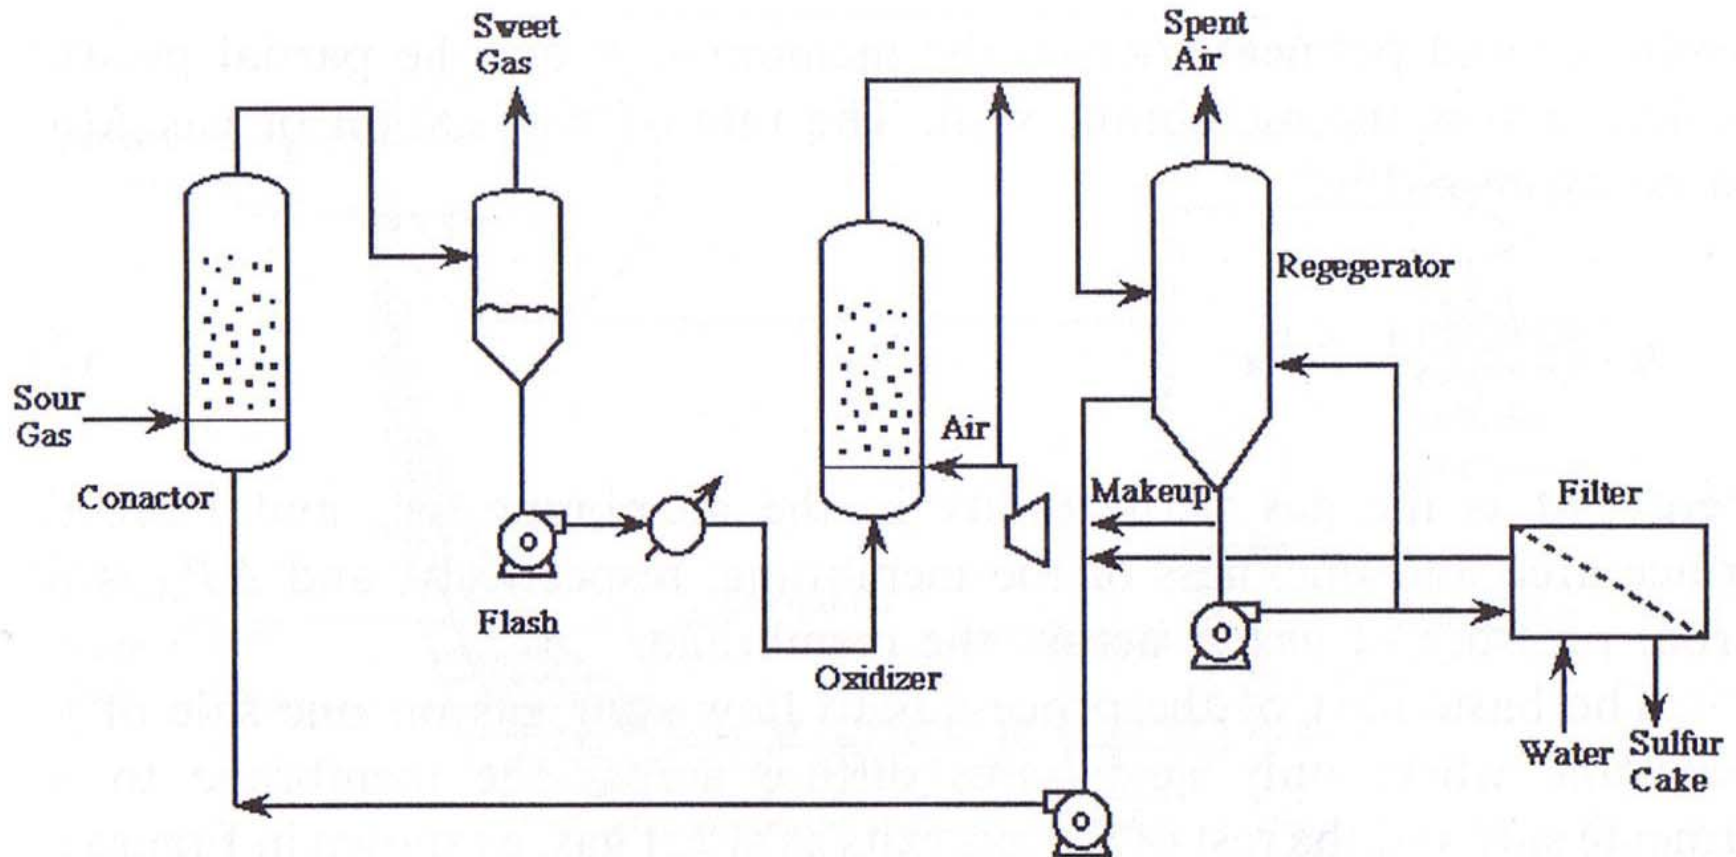 Sweet
Gas
Spent
Air
Regegerator
Sour
Gas
Air
Conactor
Makeup
Filter
Flash
Oxidizer
Water
Sulfur
Cake